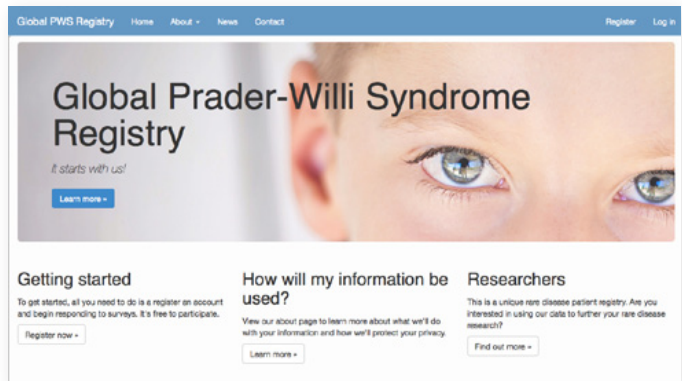 Global PWS Registry Home About News Contact Register Log in
Global Prader-Willi Syndrome
Registry
It starts with us!
Learn more »
Getting started
To get started, all you need to do is a register an account
and begin responding to surveys. It's free to participate.
Register now »
How will my information be
used?
View our about page to learn more about what we'll do
with your information and how we'll protect your privacy.
Learn more »
Researchers
This is a unique rare disease patient registry. Are you
interested in using our data to further your rare disease
research?
Find out more »